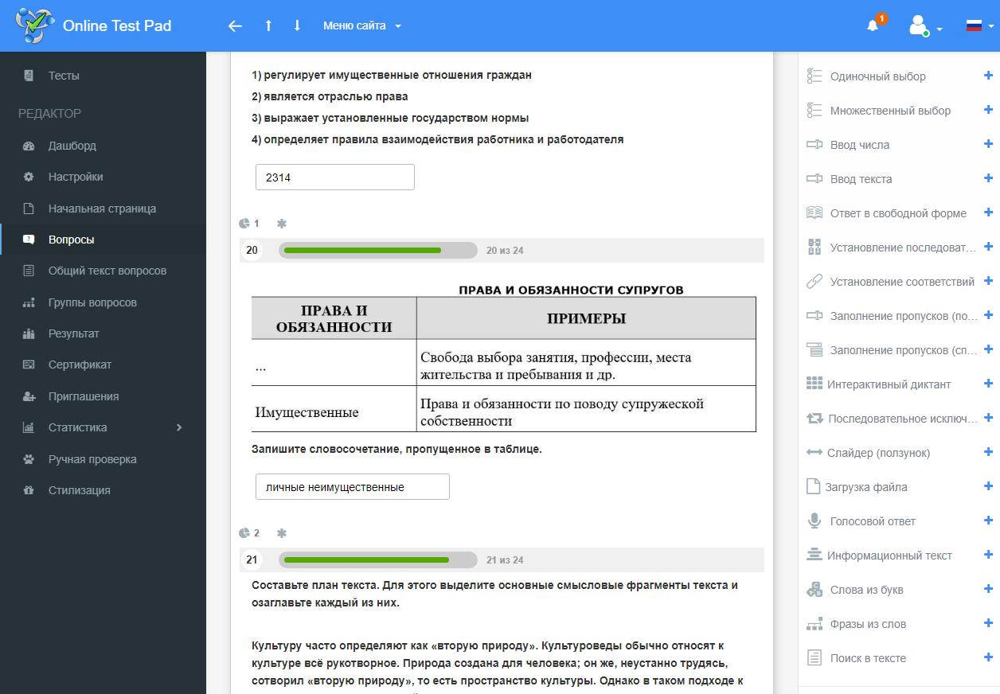 Online Test Pad
Меню сайта
1
Тесты
РЕДАКТОР
Дашборд
Настройки
Начальная страница
Вопросы
Общий текст вопросов
Группы вопросов
Результат
Сертификат
Приглашения
Статистика
Ручная проверка
Стилизация
1) регулирует имущественные отношения граждан
2) является отраслью права
3) выражает установленные государством нормы
4) определяет правила взаимодействия работника и работодателя
2314
1
20
20 из 24
ПРАВА И ОБЯЗАННОСТИ СУПРУГОВ
ПРАВА И
ОБЯЗАННОСТИ
ПРИМЕРЫ
...
Свобода выбора занятия, профессии, места
жительства и пребывания и др.
Имущественные
Права и обязанности по поводу супружеской
собственности
Запишите словосочетание, пропущенное в таблице.
личные неимущественные
2
21
21 из 24
Составьте план текста. Для этого выделите основные смысловые фрагменты текста и
озаглавьте каждый из них.
Культуру часто определяют как «вторую природу». Культуроведы обычно относят к
культуре всё рукотворное. Природа создана для человека; он же, неустанно трудясь,
сотворил «вторую природу», то есть пространство культуры. Однако в таком подходе к
Одиночный выбор
Множественный выбор
Ввод числа
Ввод текста
Ответ в свободной форме
Установление последоват...
Установление соответствий
Заполнение пропусков (по...
Заполнение пропусков (сп...
Интерактивный диктант
Последовательное исключ...
Слайдер (ползунок)
Загрузка файла
Голосовой ответ
Информационный текст
Слова из букв
Фразы из слов
Поиск в тексте